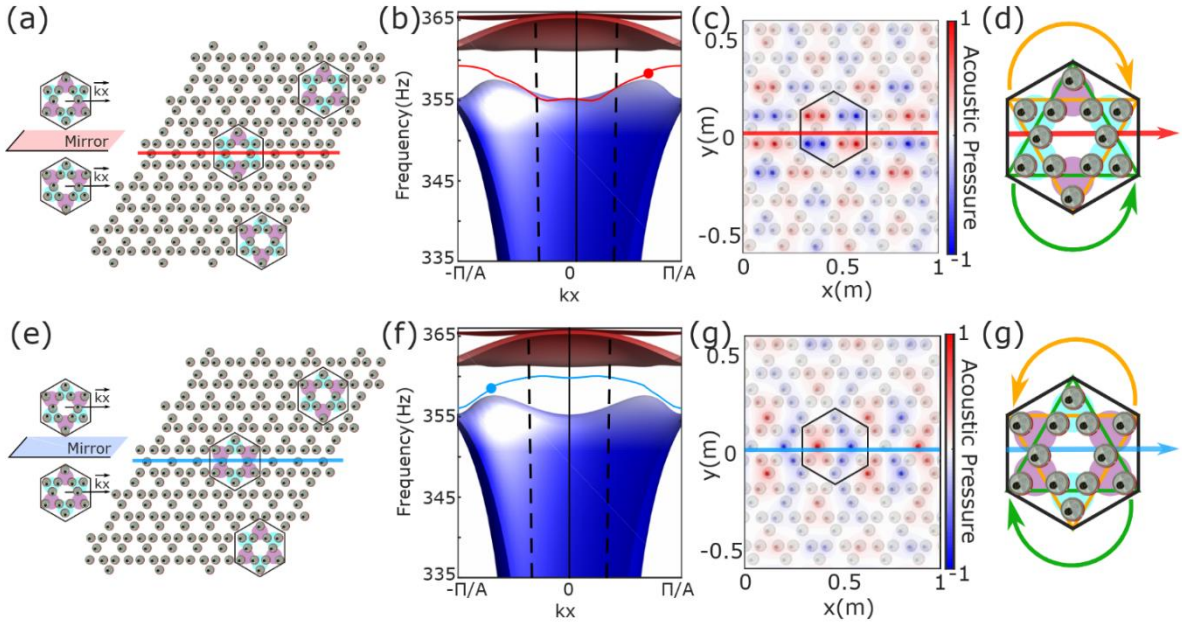 (a)
kx
Mirror
kx
(b)
365
355
345
335
Frequency(Hz)
-Π/A
0
Π/A
kx
(c)
0.5
0
-0.5
y(m)
0
0.5
1
x(m)
1
-1
Acoustic Pressure
(d)
(e)
kx
Mirror
kx
(f)
365
355
345
335
Frequency(Hz)
-Π/A
0
Π/A
kx
(g)
0.5
0
-0.5
y(m)
0
0.5
1
x(m)
1
-1
Acoustic Pressure
(g)